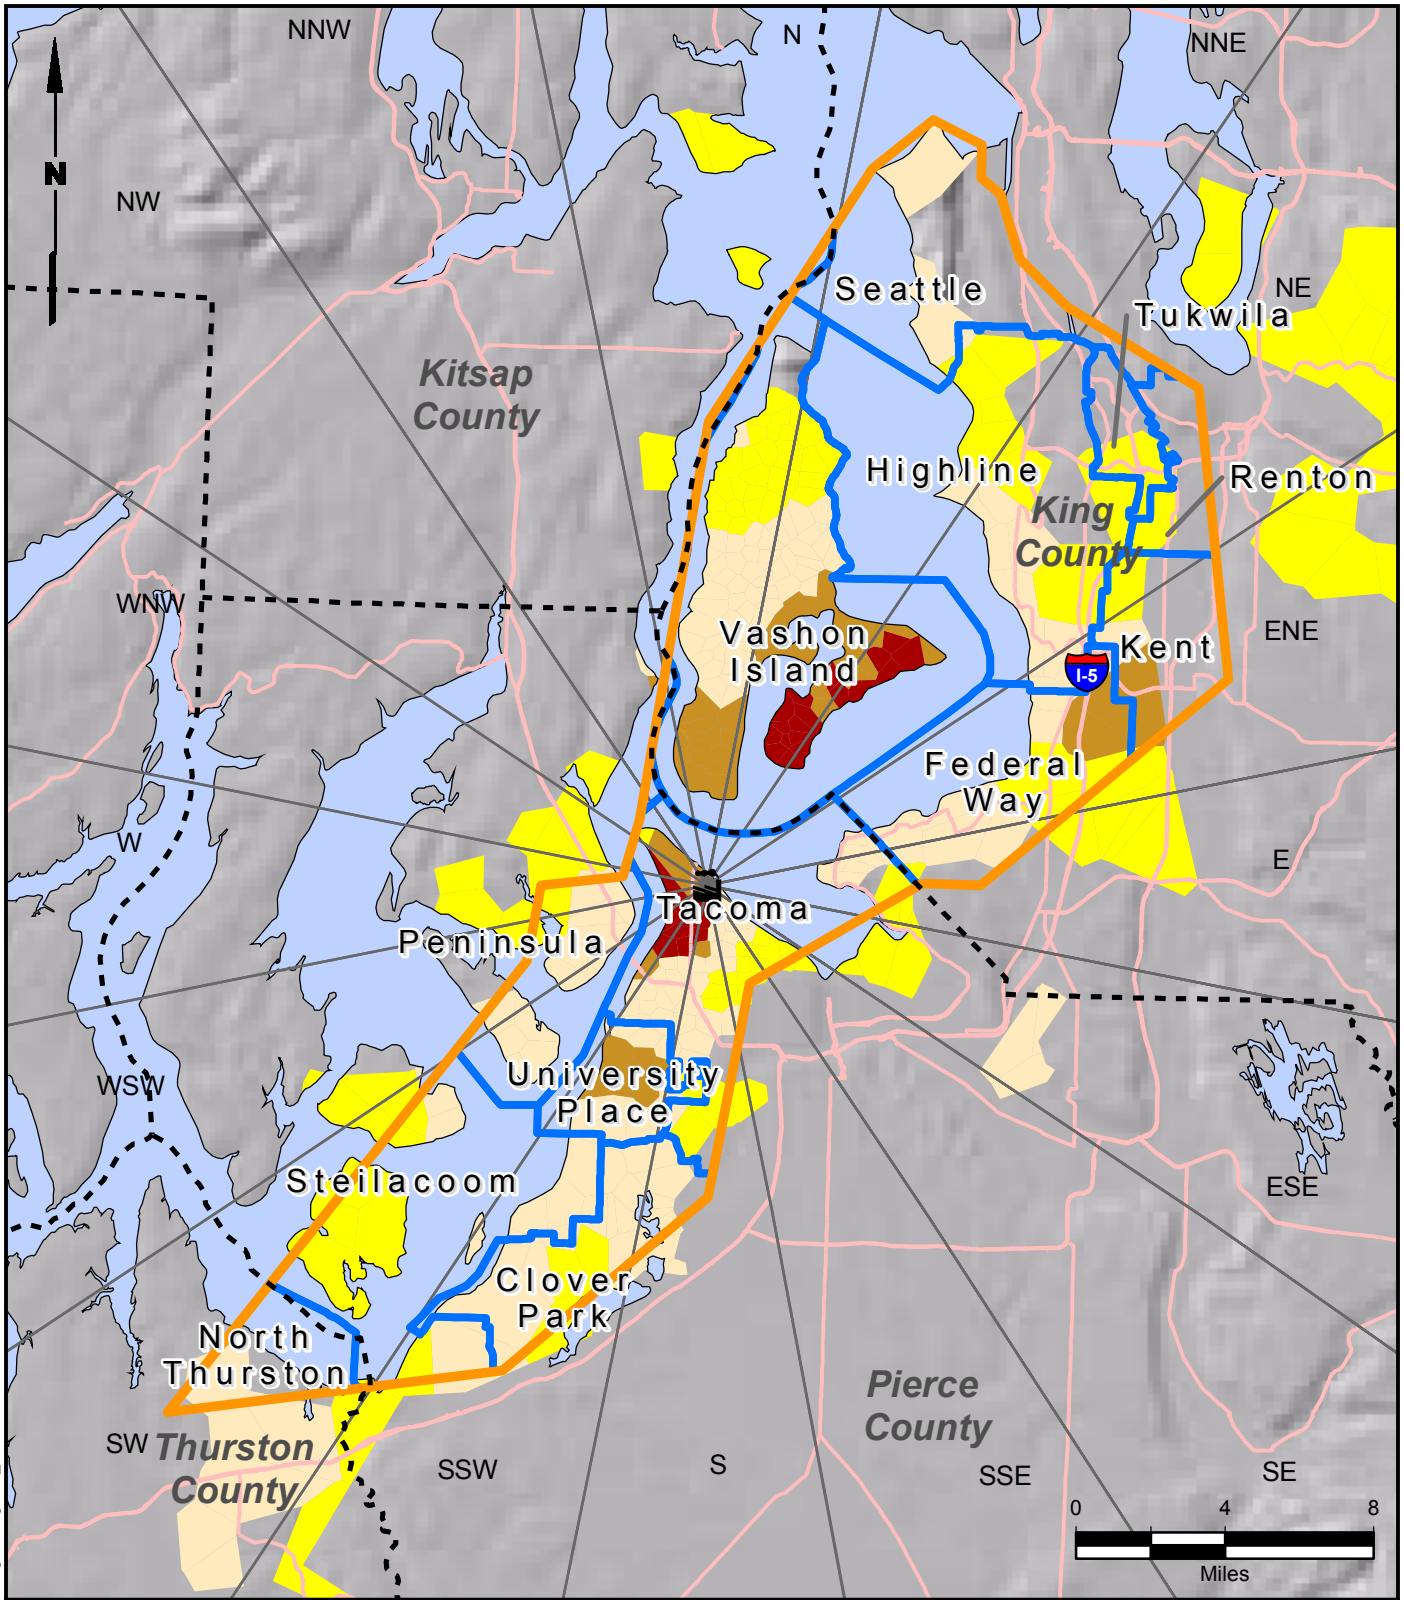 NNW
N
NNE
N
NW
Seattle
NE
Tukwila
Kitsap
County
Highline
Renton
King
County
WNW
Vashon
Island
ENE
Kent
I-5
Federal
Way
W
E
Tacoma
Peninsula
University
Place
WSW
Steilacoom
ESE
Clover
Park
North
Thurston
Pierce
County
SW
Thurston
County
SSW
S
SSE
SE
0 4 8
Miles